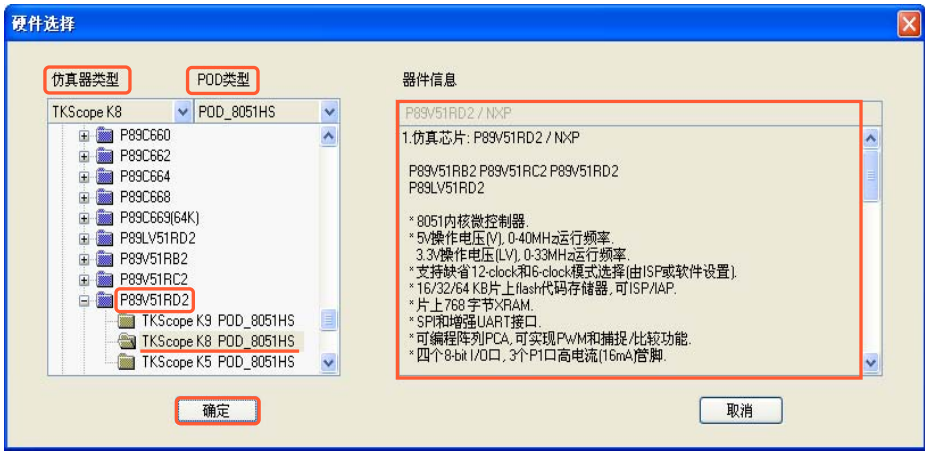 硬件选择
仿真器类型 POD类型 器件信息
TKScope K8 POD_8051HS
P89C660
P89C662
P89C664
P89C668
P89C669(64K)
P89LV51RD2
P89V51RB2
P89V51RC2
P89V51RD2
TKScope K9 POD_8051HS
TKScope K8 POD_8051HS
TKScope K5 POD_8051HS
P89V51RD2 / NXP
1.仿真芯片: P89V51RD2 / NXP
P89V51RB2 P89V51RC2 P89V51RD2
P89LV51RD2
* 8051内核微控制器.
* 5V操作电压(V), 0-40MHz运行频率.
3.3V操作电压(LV), 0-33MHz运行频率.
* 支持缺省12-clock和6-clock模式选择(由ISP或软件设置).
* 16/32/64 KB片上flash代码存储器, 可ISP/IAP.
* 片上768 字节XRAM.
* SPI和增强UART接口.
* 可编程阵列PCA, 可实现PWM和捕捉/比较功能.
* 四个8-bit I/O口, 3个P1口高电流(16mA)管脚.
确定 取消